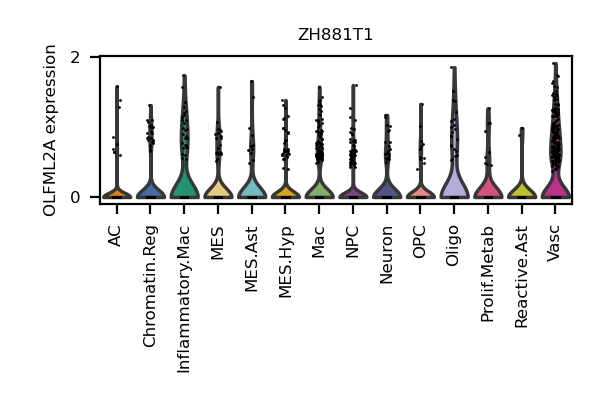 ZH881T1
OLFML2A expression
2
0
AC
Chromatin.Reg
Inflammatory.Mac
MES
MES.Ast
MES.Hyp
Mac
NPC
Neuron
OPC
Oligo
Prolif.Metab
Reactive.Ast
Vasc